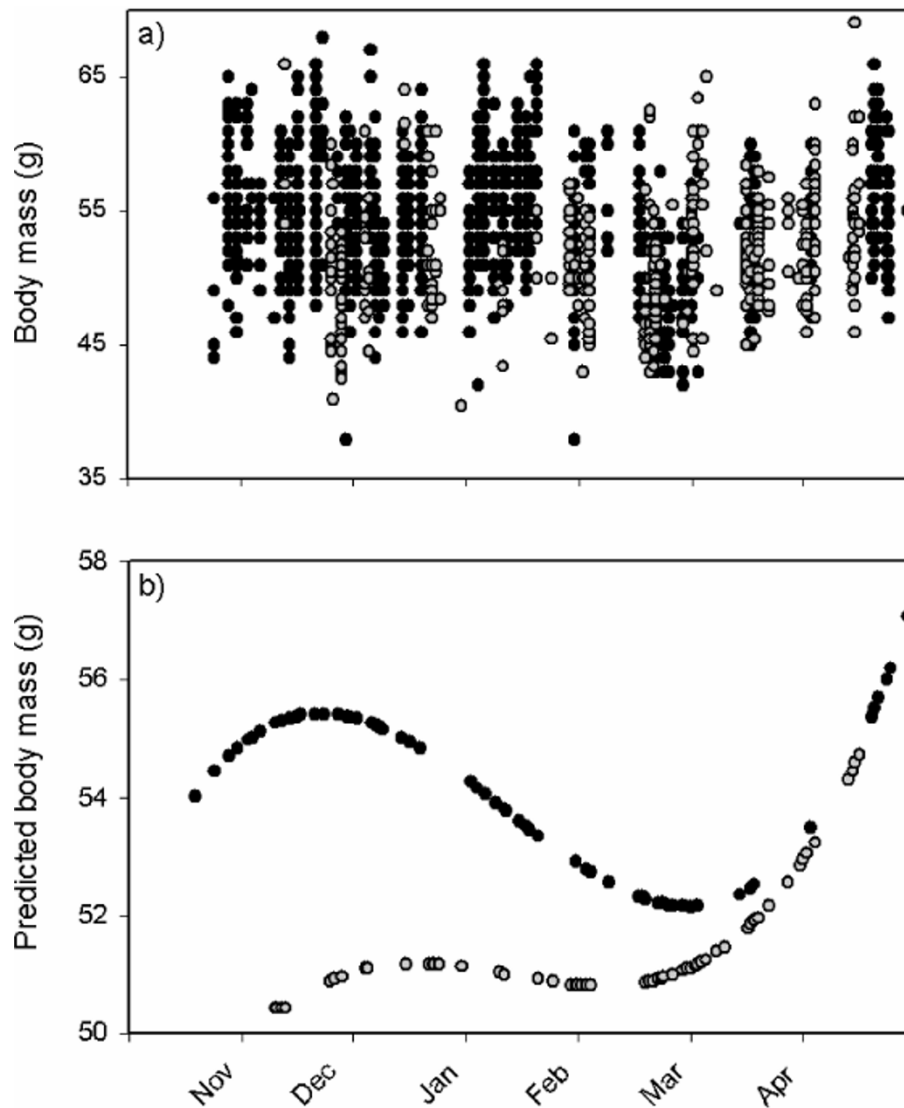 a)
65
55
45
35
Body mass (g)
b)
58
56
54
52
50
Predicted body mass (g)
Nov
Dec
Jan
Feb
Mar
Apr